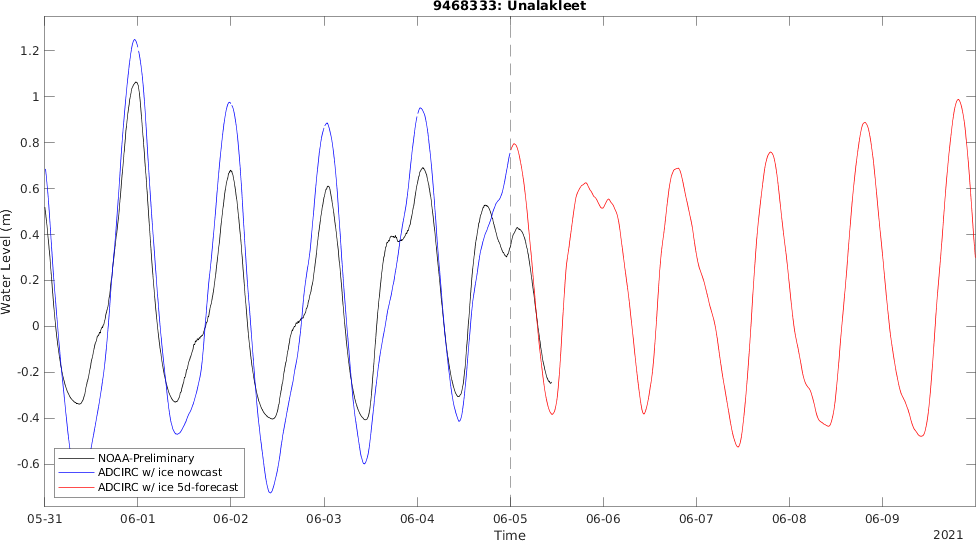 9468333: Unalakleet
Water Level (m)
1.2
1
0.8
0.6
0.4
0.2
0
-0.2
-0.4
-0.6
NOAA-Preliminary
ADCIRC w/ ice nowcast
ADCIRC w/ ice 5d-forecast
05-31 06-01 06-02 06-03 06-04 06-05 06-06 06-07 06-08 06-09
Time
2021